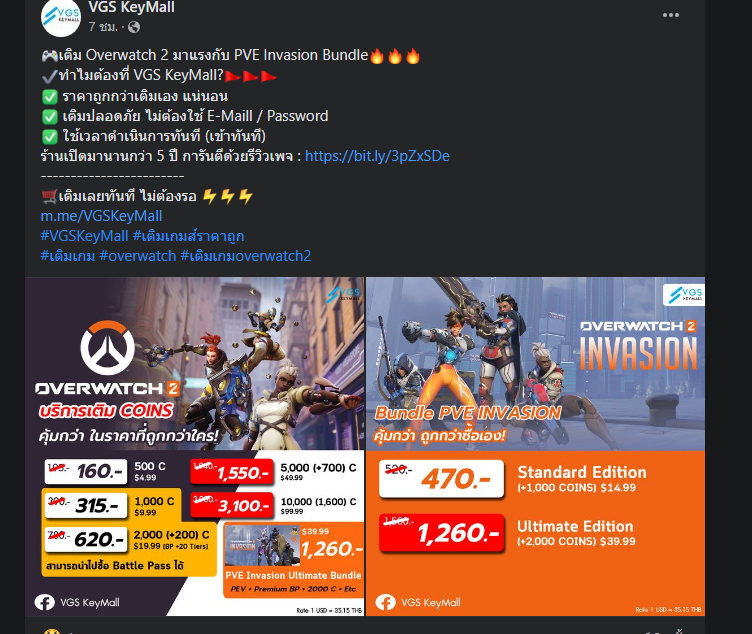 VGS KeyMall
7 ชม. ·
🎮เติม Overwatch 2 มาแรงกับ PVE Invasion Bundle🔥🔥🔥
✔️ทำไมต้องที่ VGS KeyMall?🚩🚩🚩
✅ ราคาถูกกว่าเติมเอง แน่นอน
✅ เติมปลอดภัย ไม่ต้องใช้ E-Maill / Password
✅ ใช้เวลาดำเนินการทันที (เข้าทันที)
ร้านเปิดมานานกว่า 5 ปี การันตีด้วยรีวิวเพจ : https://bit.ly/3pZxSDe
-------------------------
🛒เติมเลยทันที ไม่ต้องรอ ⚡⚡⚡
m.me/VGSKeyMall
#VGSKeyMall #เติมเกมส์ราคาถูก
#เติมเกม #overwatch #เติมเกมoverwatch2
VGS
KEYMALL
OVERWATCH 2
บริการเติม COINS
คุ้มกว่า ในราคาที่ถูกกว่าใคร!
160.- 500 C
$4.99
315.- 1,000 C
$9.99
620.- 2,000 (+200) C
$19.99 (BP +20 Tiers)
สามารถนำไปซื้อ Battle Pass ได้
1,550.- 5,000 (+700) C
$49.99
3,100.- 10,000 (1,600) C
$99.99
INVASION
$39.99
1,260.-
PVE Invasion Ultimate Bundle
PEV + Premium BP + 2000 C + Etc.
VGS KeyMall
Rate 1 USD = 35.15 THB
VGS
KEYMALL
OVERWATCH 2
INVASION
Bundle PVE INVASION
คุ้มกว่า ถูกกว่าซื้อเอง!
520.- 470.- Standard Edition
(+1,000 COINS) $14.99
1,500.- 1,260.- Ultimate Edition
(+2,000 COINS) $39.99
VGS KeyMall
Rate 1 USD = 35.15 THB